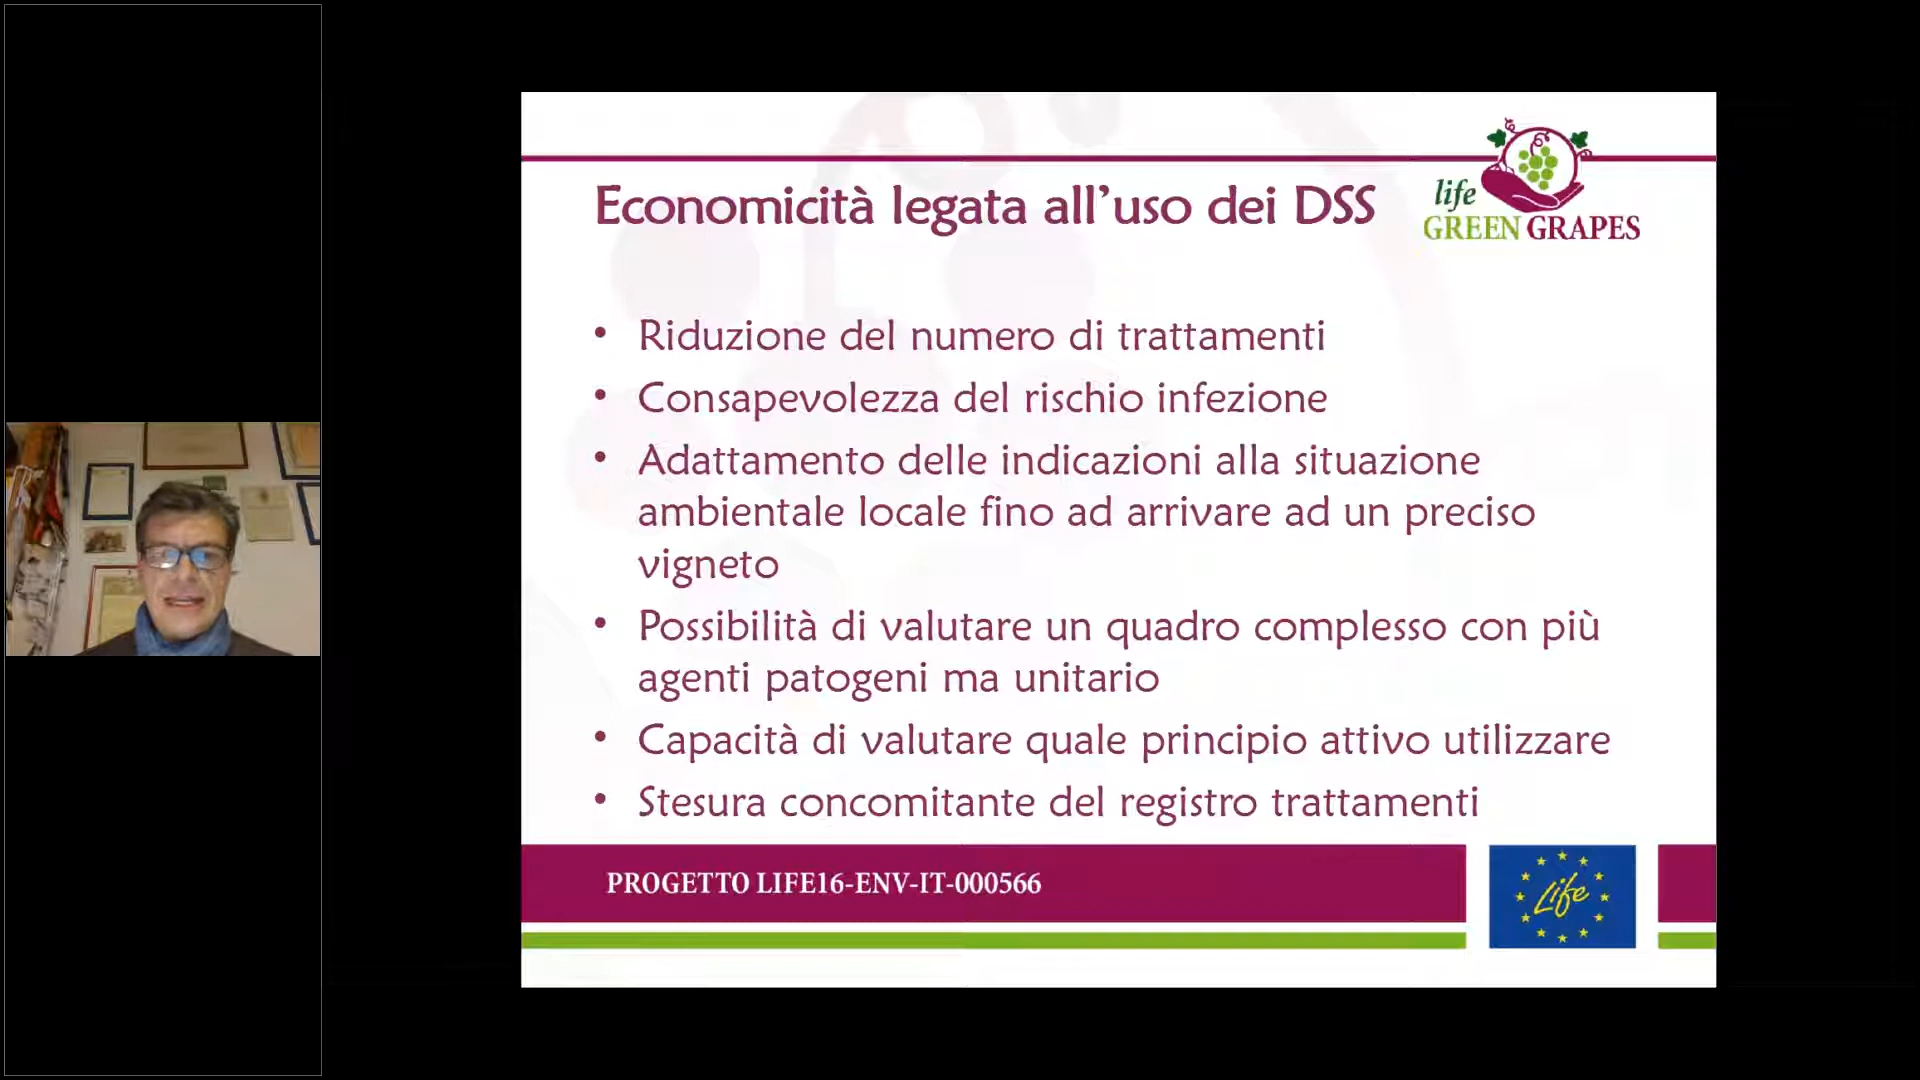 Economicità legata all’uso dei DSS
life
GREEN GRAPES
• Riduzione del numero di trattamenti
• Consapevolezza del rischio infezione
• Adattamento delle indicazioni alla situazione
ambientale locale fino ad arrivare ad un preciso
vigneto
• Possibilità di valutare un quadro complesso con più
agenti patogeni ma unitario
• Capacità di valutare quale principio attivo utilizzare
• Stesura concomitante del registro trattamenti
PROGETTO LIFE16-ENV-IT-000566
Life